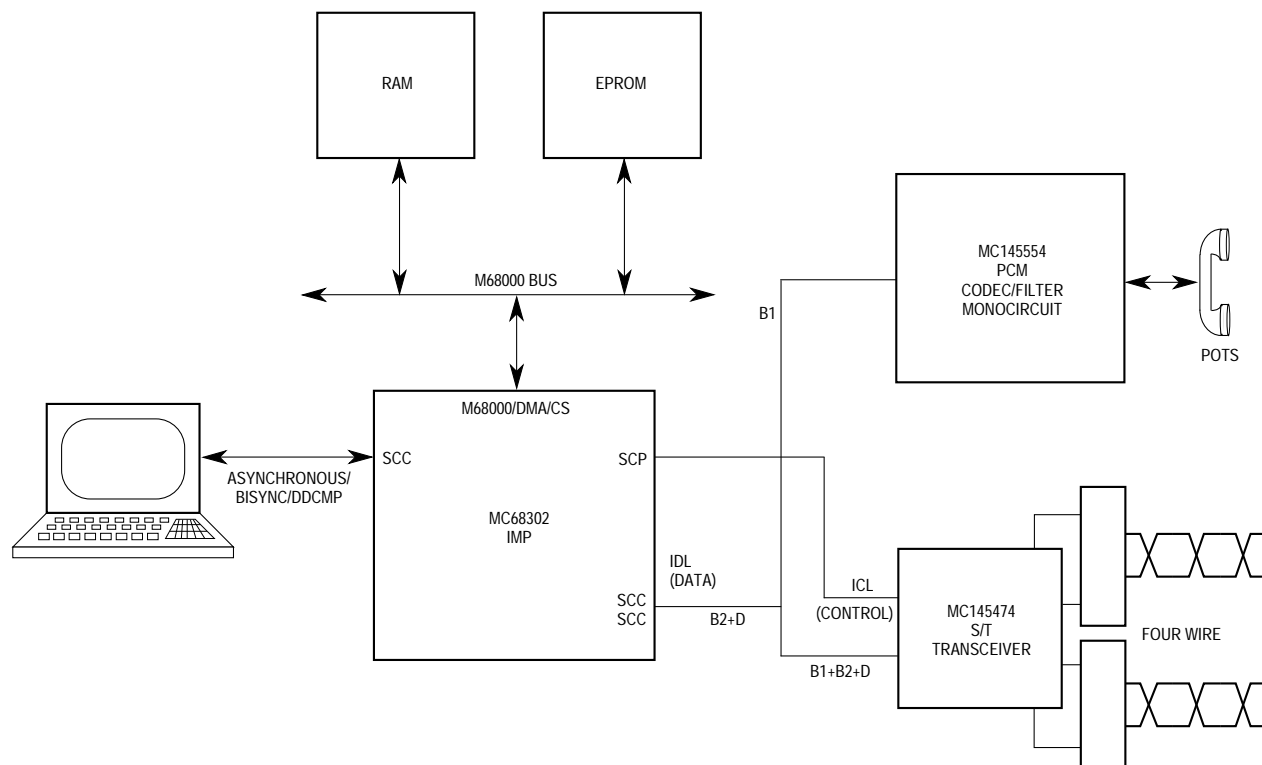 RAM
EPROM
M68000 BUS
MC145554
PCM
CODEC/FILTER
MONOCIRCUIT
B1
POTS
M68000/DMA/CS
SCC
SCP
ASYNCHRONOUS/
BISYNC/DDCMP
MC68302
IMP
IDL
(DATA)
SCC
SCC
B2+D
ICL
(CONTROL)
B1+B2+D
MC145474
S/T
TRANSCEIVER
FOUR WIRE